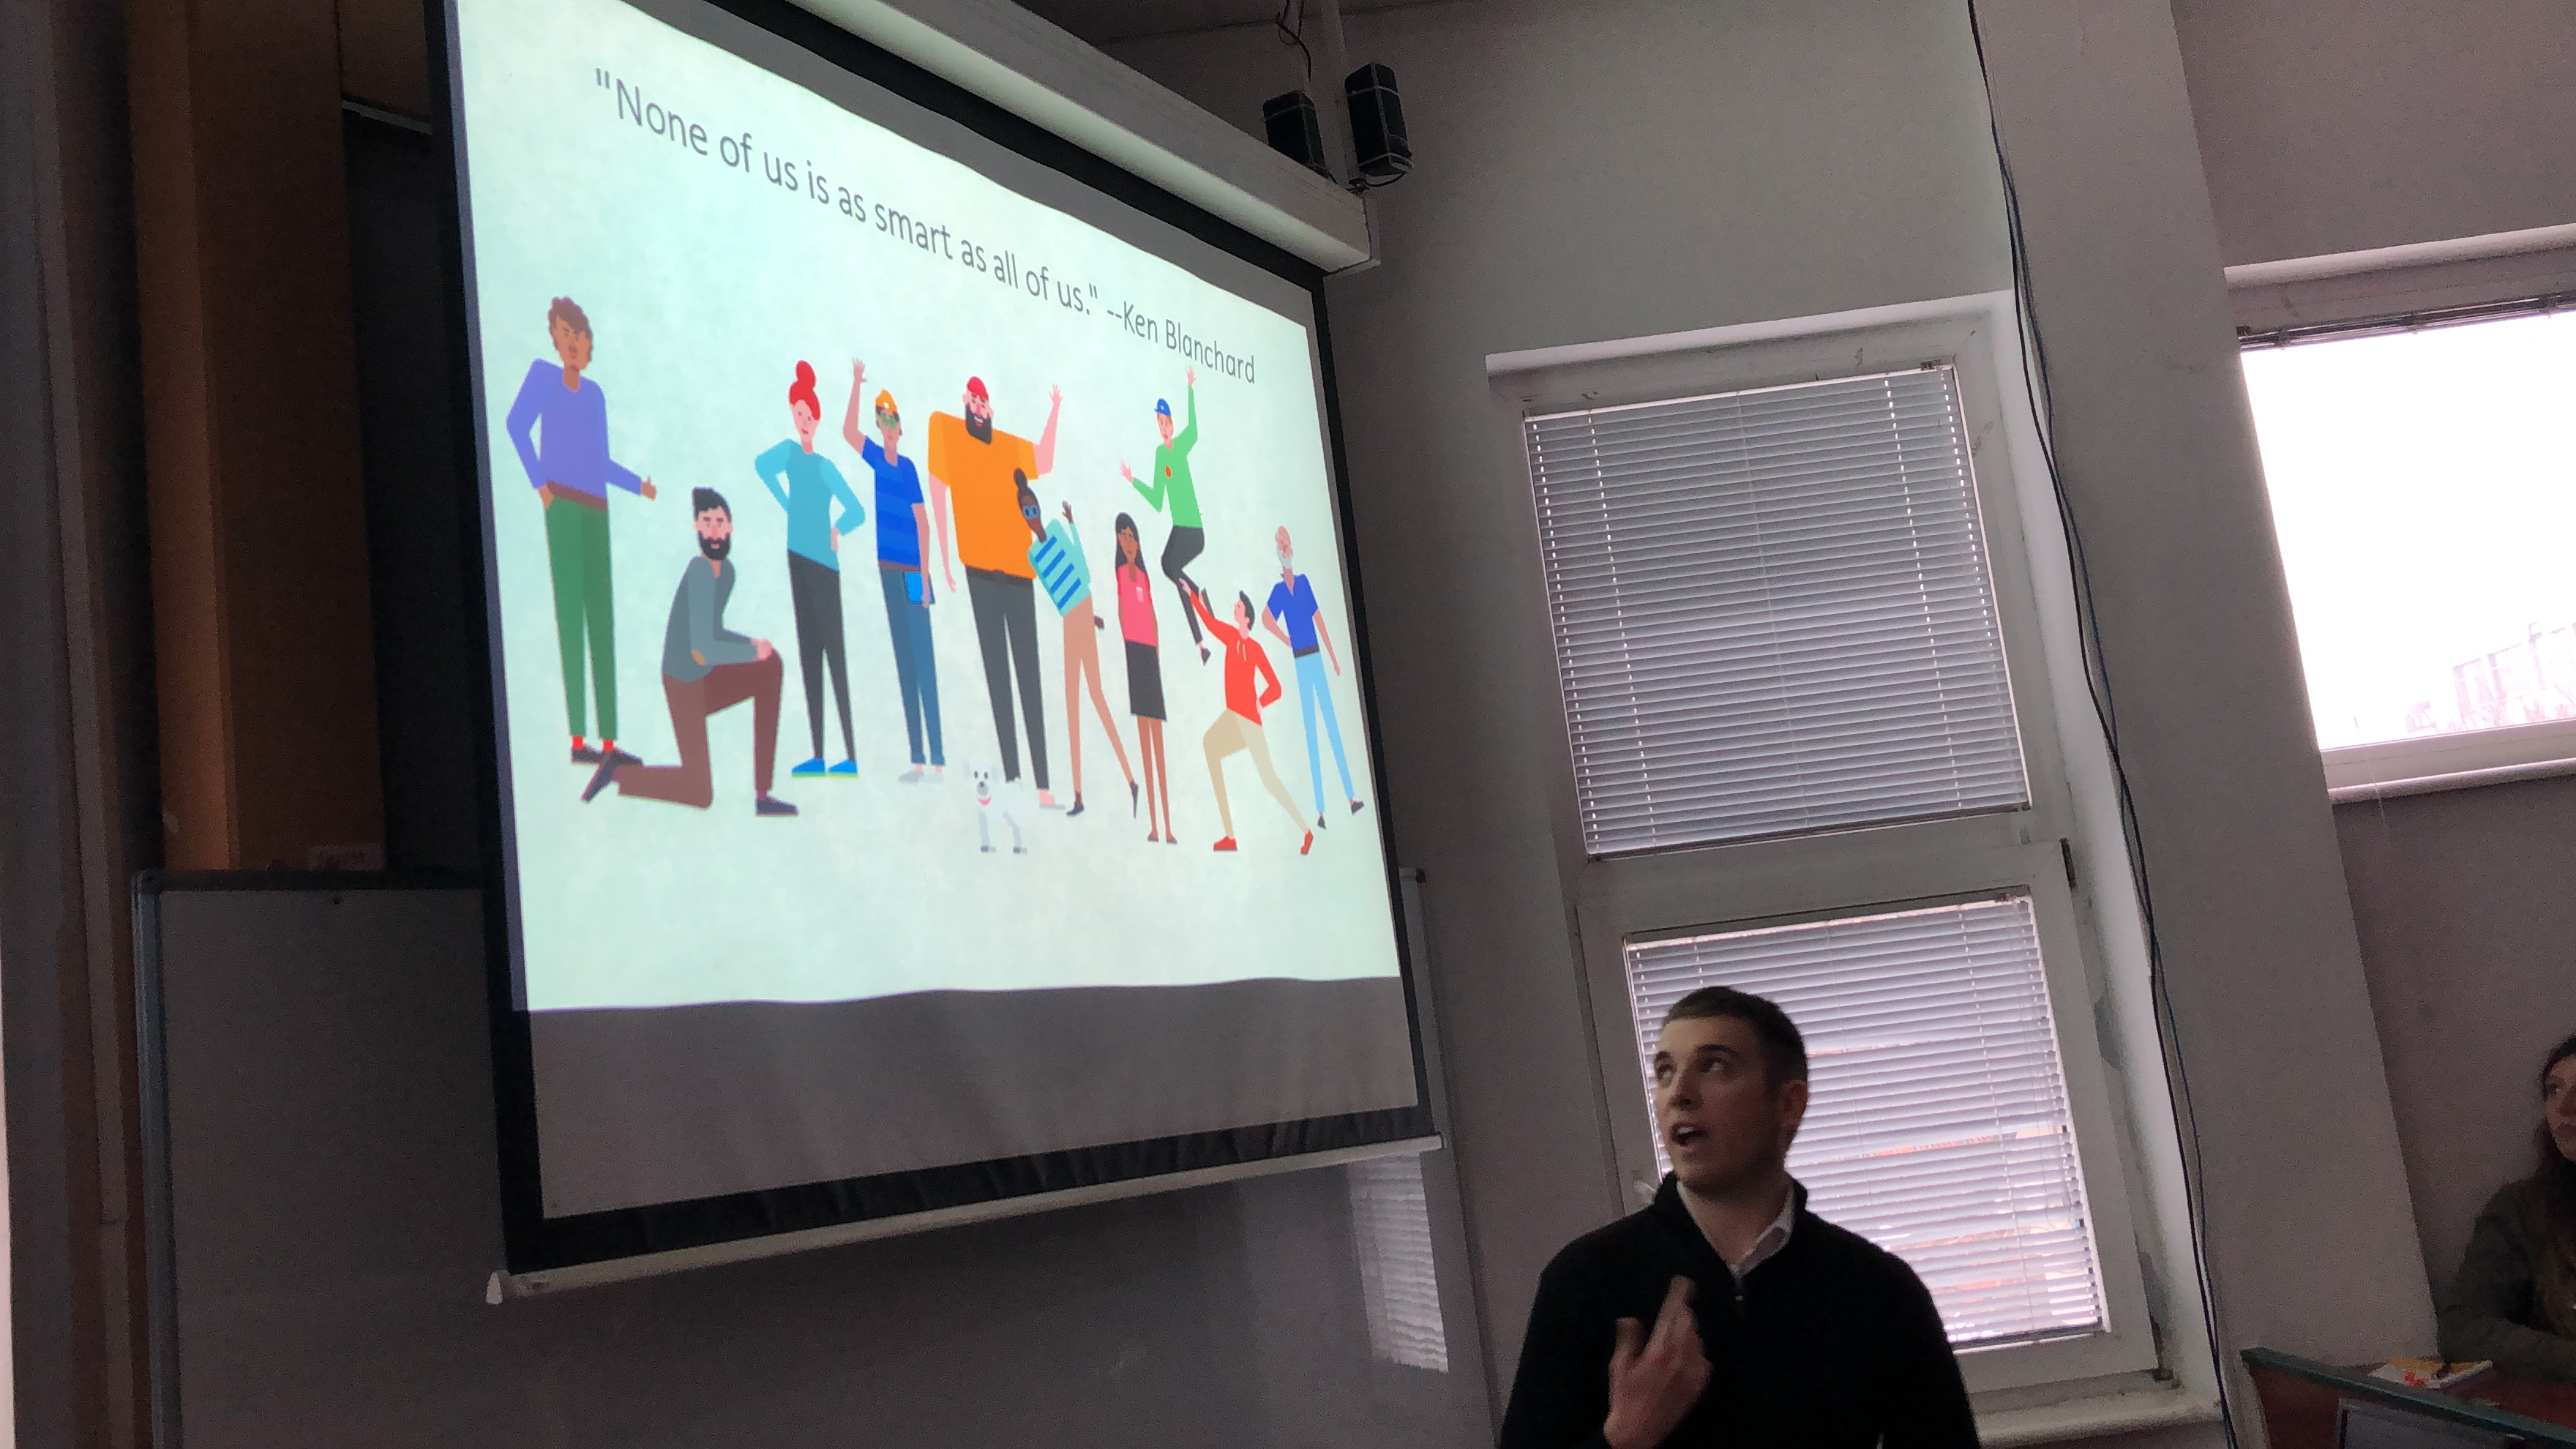 "None of us is as smart as all of us." --Ken Blanchard